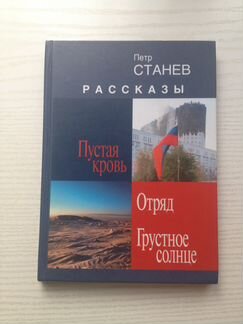 Петр
СТАНЕВ
РАССКАЗЫ
Пустая
кровь
Отряд
Грустное
солнце